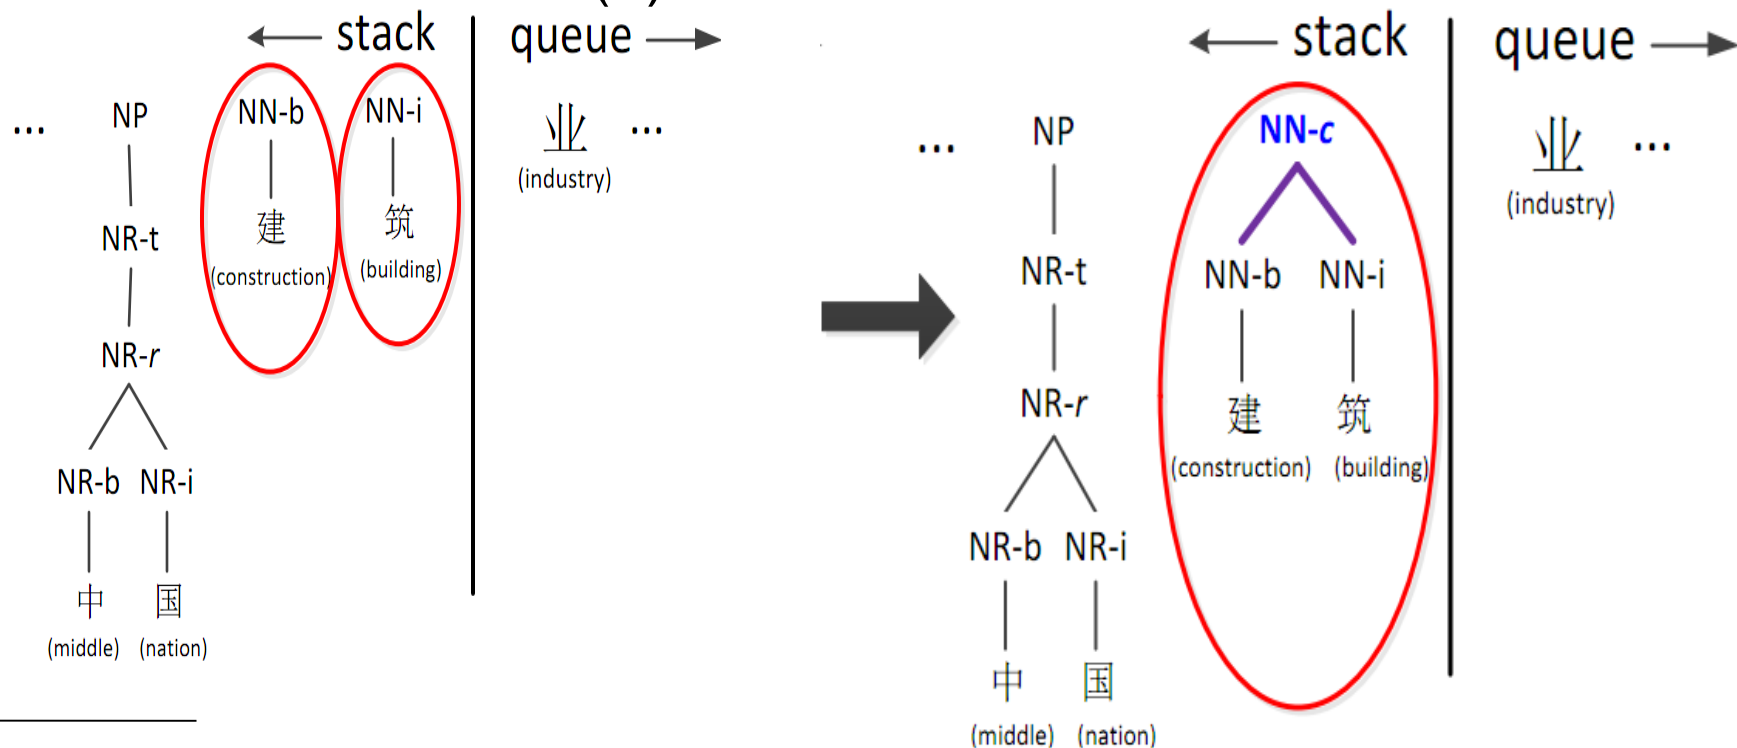 ← stack queue →
... NP NN-b NN-i 业 ...
(industry)
NR-t 建 筑
(construction) (building)
NR-r
NR-b NR-i
中 国
(middle) (nation)
← stack queue →
... NP NN-c 业 ...
(industry)
NR-t NN-b NN-i
NR-r 建 筑
(construction) (building)
NR-b NR-i
中 国
(middle) (nation)